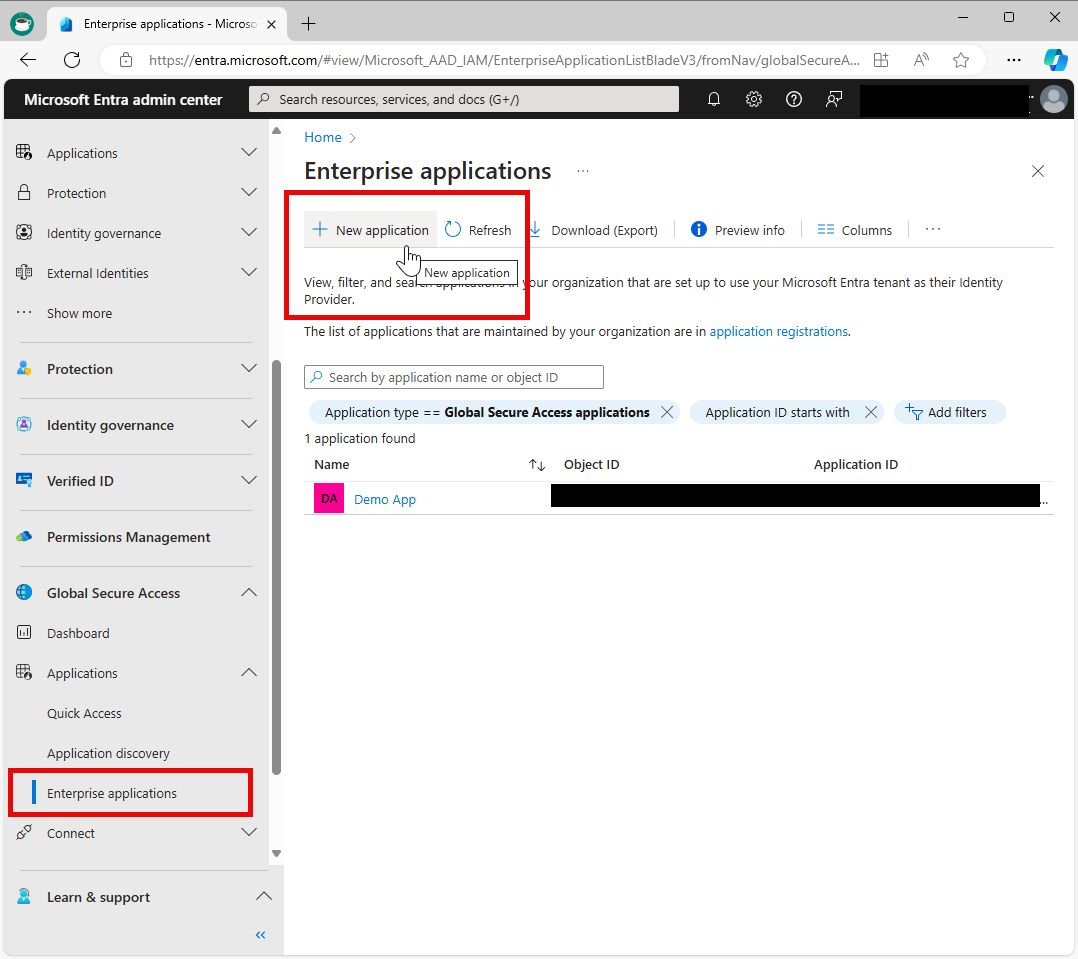 Enterprise applications - Microso
https://entra.microsoft.com/#view/Microsoft_AAD_IAM/EnterpriseApplicationListBladeV3/fromNav/globalSecureA...
Microsoft Entra admin center
Search resources, services, and docs (G+/)
Applications
Protection
Identity governance
External Identities
Show more
Protection
Identity governance
Verified ID
Permissions Management
Global Secure Access
Dashboard
Applications
Quick Access
Application discovery
Enterprise applications
Connect
Learn & support
Home
Enterprise applications
New application Refresh Download (Export) Preview info Columns
New application
View, filter, and search applications in your organization that are set up to use your Microsoft Entra tenant as their Identity
Provider.
The list of applications that are maintained by your organization are in application registrations.
Search by application name or object ID
Application type == Global Secure Access applications Application ID starts with Add filters
1 application found
Name Object ID Application ID
DA Demo App ...